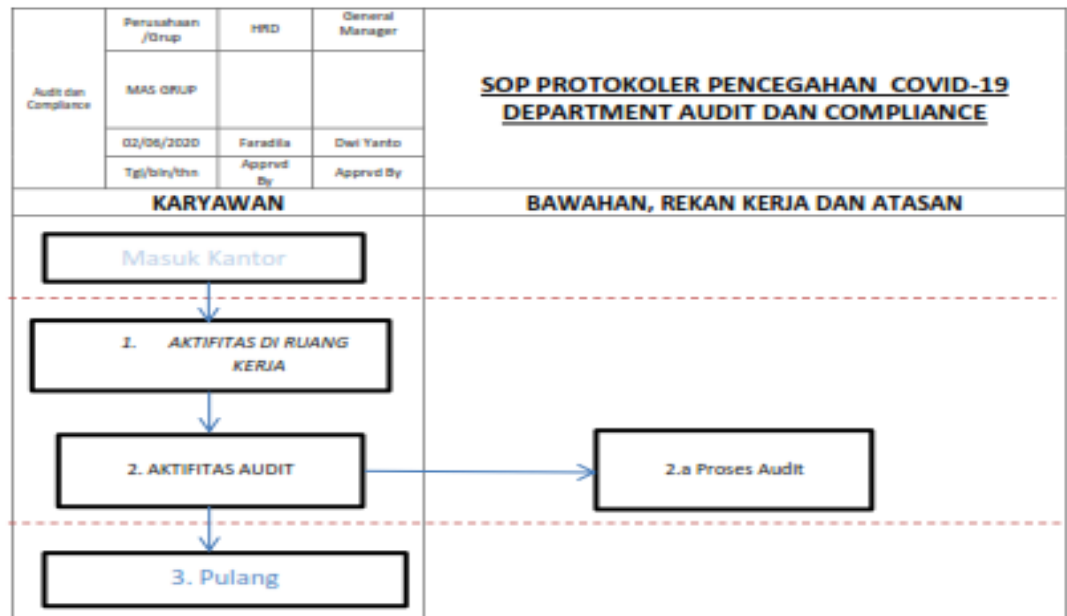 Audit dan
Compliance
Perusahaan
/Grup
HRD
General
Manager
MAS GRUP
02/06/2020
Faradila
Dwi Yanto
Tgl/bln/thn
Apprvd
By
Apprvd By
SOP PROTOKOLER PENCEGAHAN COVID-19
DEPARTMENT AUDIT DAN COMPLIANCE
KARYAWAN
BAWAHAN, REKAN KERJA DAN ATASAN
Masuk Kantor
1. AKTIFITAS DI RUANG
KERJA
2. AKTIFITAS AUDIT
2.a Proses Audit
3. Pulang